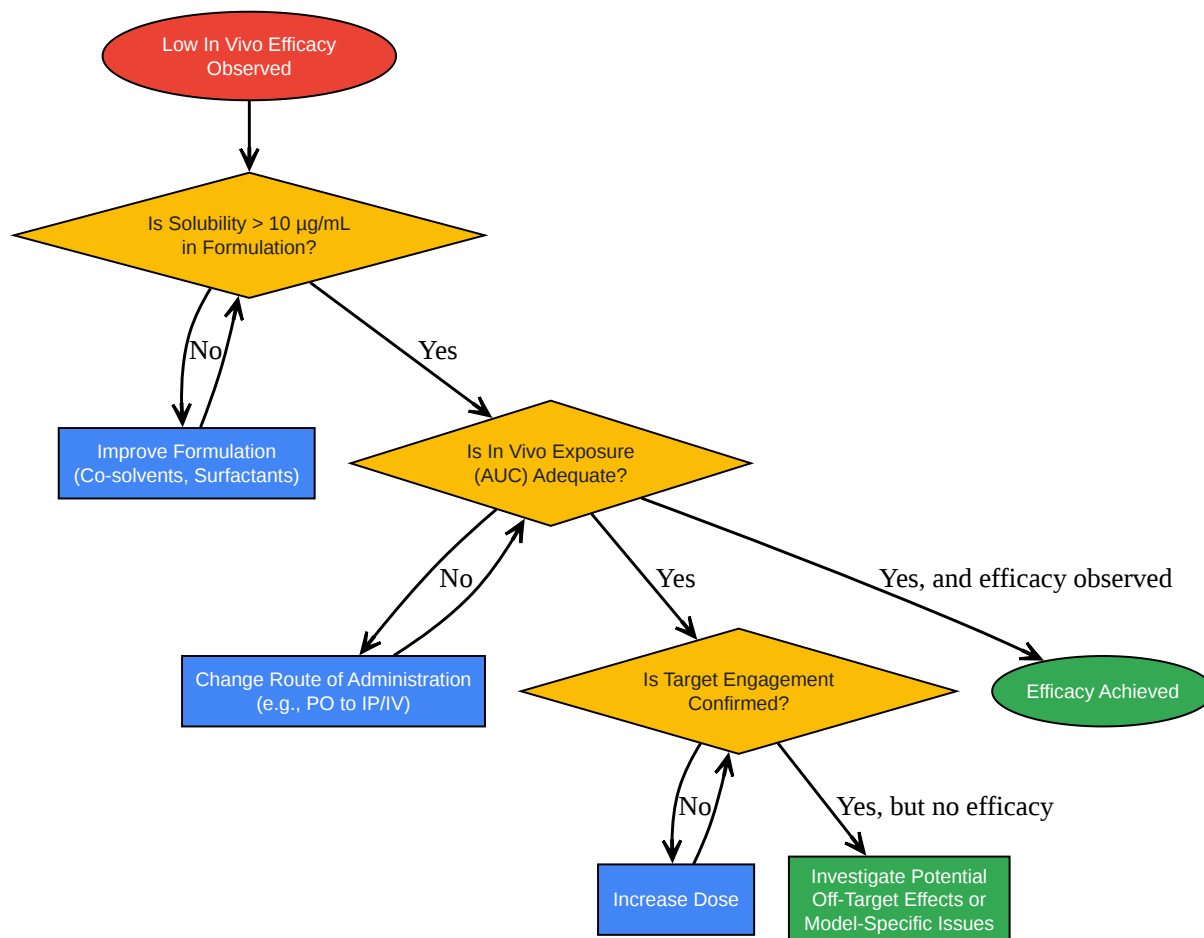 Low In Vivo Efficacy
Observed
Is Solubility > 10 µg/mL
in Formulation?
No
Yes
Improve Formulation
(Co-solvents, Surfactants)
Is In Vivo Exposure
(AUC) Adequate?
No
Yes
Yes, and efficacy observed
Change Route of Administration
(e.g., PO to IP/IV)
Is Target Engagement
Confirmed?
Efficacy Achieved
No
Yes, but no efficacy
Increase Dose
Investigate Potential
Off-Target Effects or
Model-Specific Issues